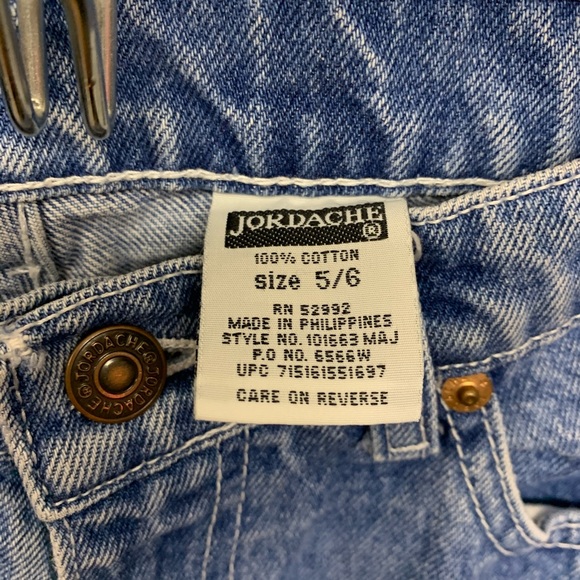 JORDACHE®
100% COTTON
size 5/6
RN 52992
MADE IN PHILIPPINES
STYLE NO. 101663 MAJ
P.O NO. 6566W
UPC 715161551697
CARE ON REVERSE
JORDACHE®JORDACHE®